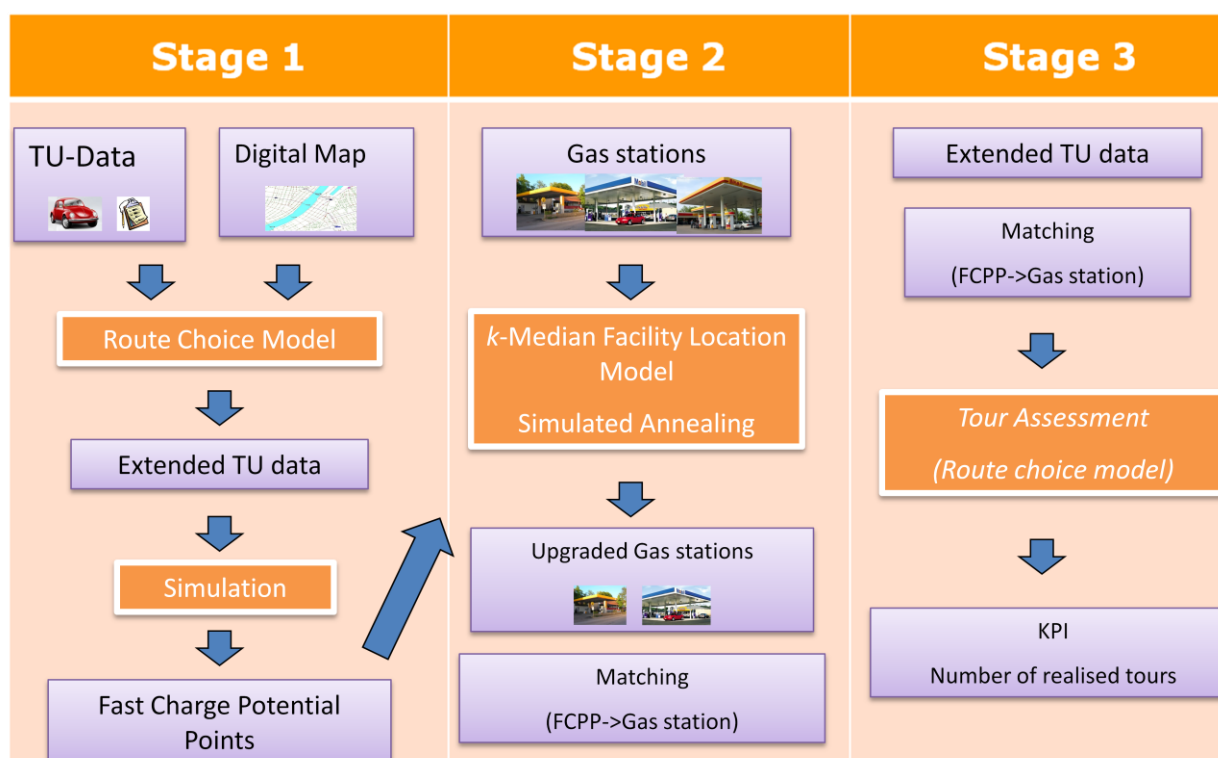 Stage 1
Stage 2
Stage 3
TU-Data
Digital Map
Route Choice Model
Extended TU data
Simulation
Fast Charge Potential
Points
Gas stations
k-Median Facility Location
Model
Simulated Annealing
Upgraded Gas stations
Matching
(FCPP->Gas station)
Extended TU data
Matching
(FCPP->Gas station)
Tour Assessment
(Route choice model)
KPI
Number of realised tours